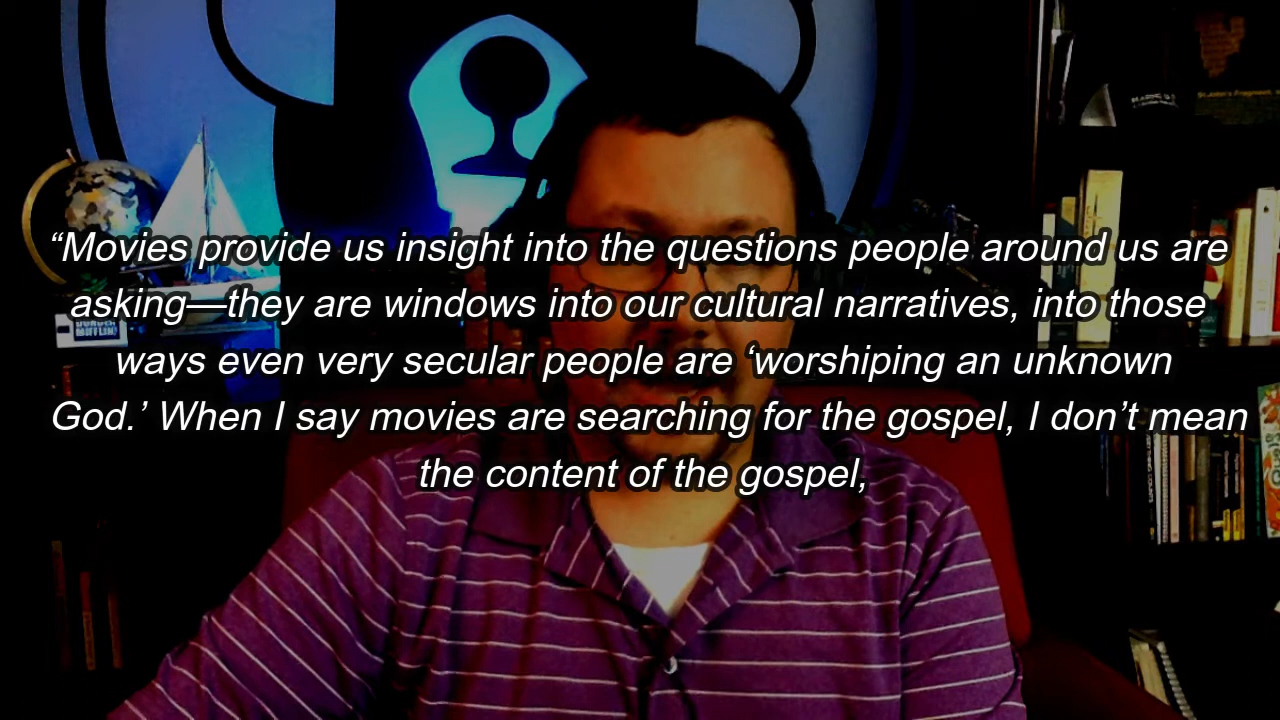 “Movies provide us insight into the questions people around us are
asking—they are windows into our cultural narratives, into those
ways even very secular people are ‘worshiping an unknown
God.’ When I say movies are searching for the gospel, I don’t mean
the content of the gospel,